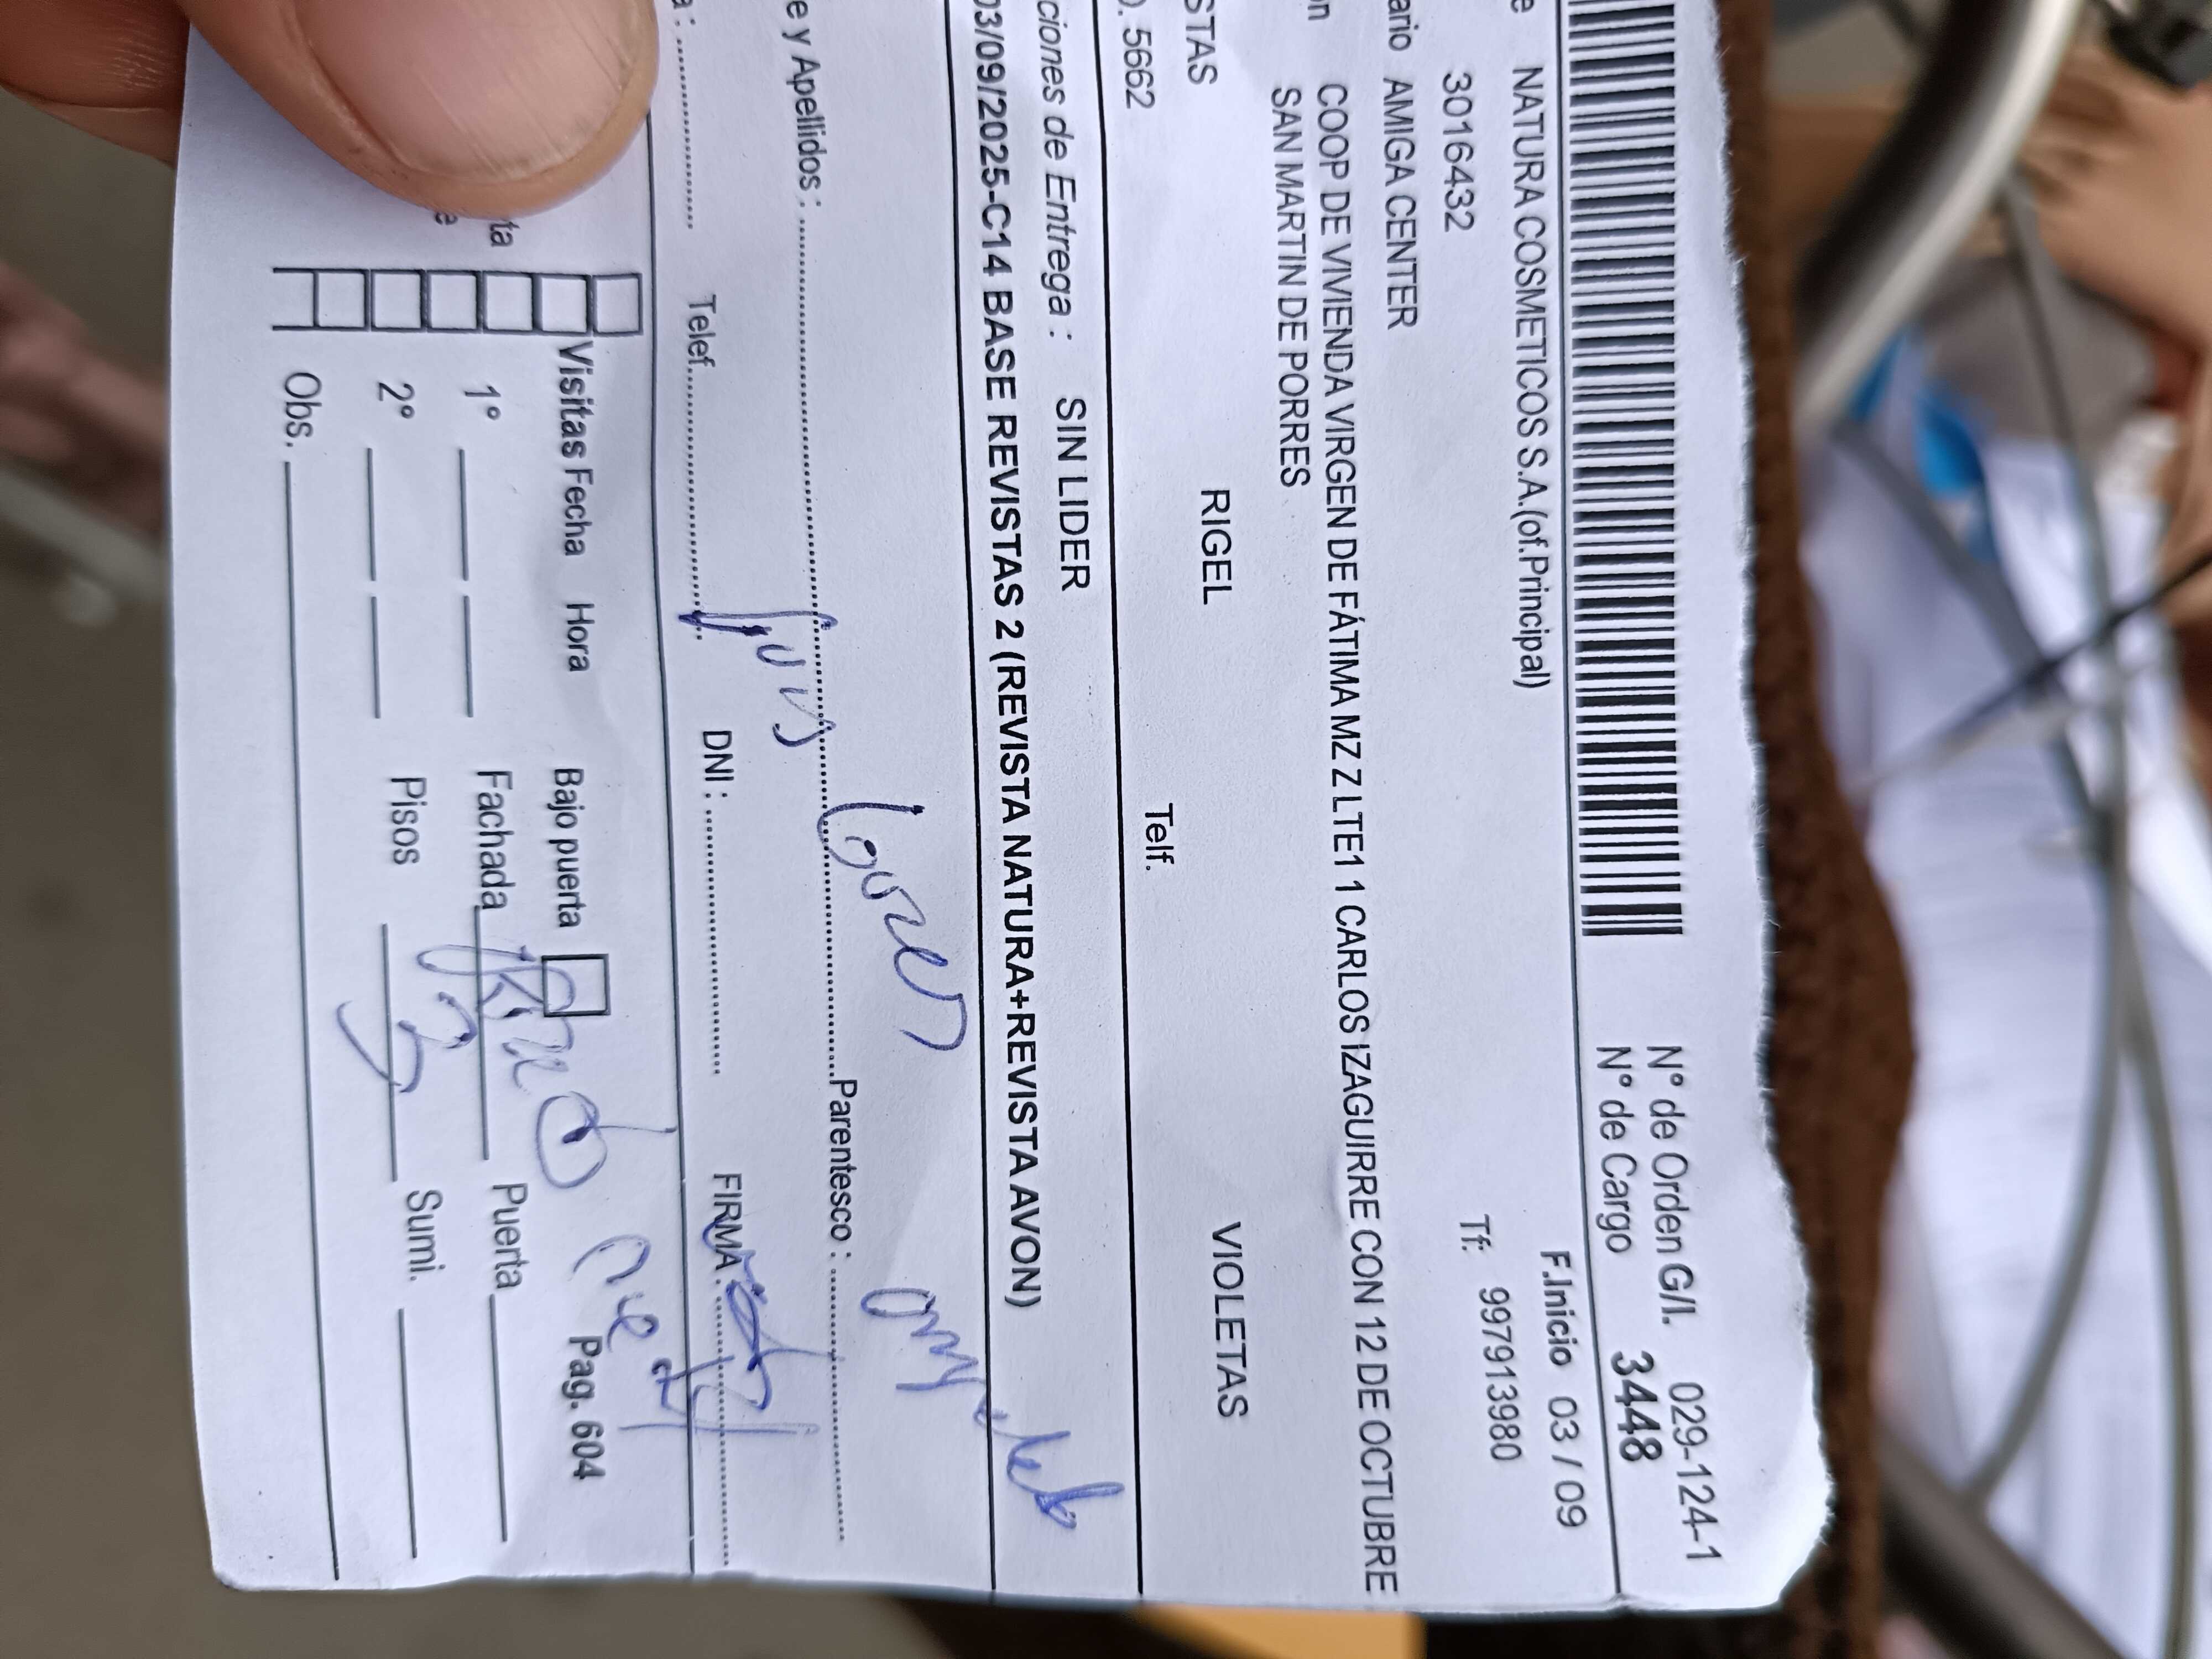 N° de Orden G/I. 029-124-1
N° de Cargo 3448
e NATURA COSMETICOS S.A.(of.Principal) F.Inicio 03 / 09
3016432 Tf: 997913980
ario AMIGA CENTER
COOP DE VIVIENDA VIRGEN DE FÁTIMA MZ Z LTE1 1 CARLOS IZAGUIRRE CON 12 DE OCTUBRE
ón SAN MARTIN DE PORRES
STAS RIGEL VIOLETAS
). 5662 Telf.
ciones de Entrega : SIN LIDER
03/09/2025-C14 BASE REVISTAS 2 (REVISTA NATURA+REVISTA AVON)
e y Apellidos : Parentesco :
a : Telef. DNI : FIRMA :
Visitas Fecha Hora Bajo puerta Pag. 604
ta 1° Fachada Puerta
e 2° Pisos Sumi.
Obs.